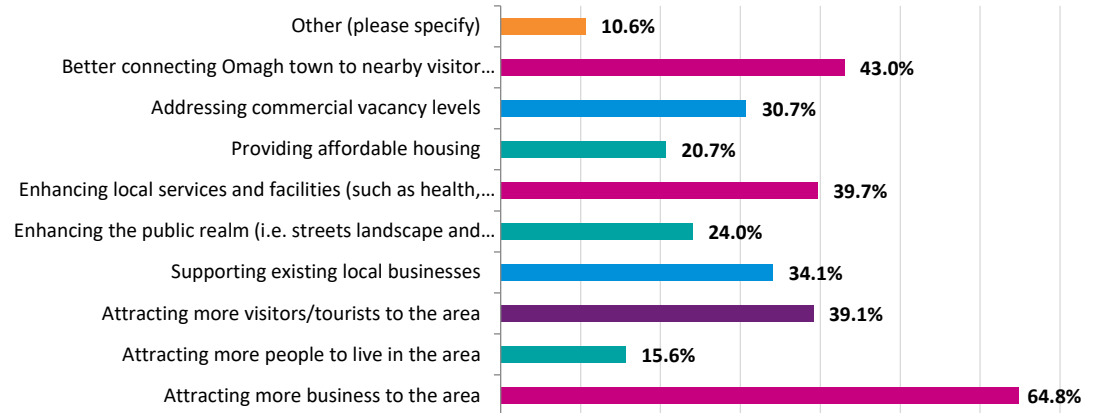 Other (please specify)
10.6%
Better connecting Omagh town to nearby visitor...
43.0%
Addressing commercial vacancy levels
30.7%
Providing affordable housing
20.7%
Enhancing local services and facilities (such as health,...
39.7%
Enhancing the public realm (i.e. streets landscape and...
24.0%
Supporting existing local businesses
34.1%
Attracting more visitors/tourists to the area
39.1%
Attracting more people to live in the area
15.6%
Attracting more business to the area
64.8%